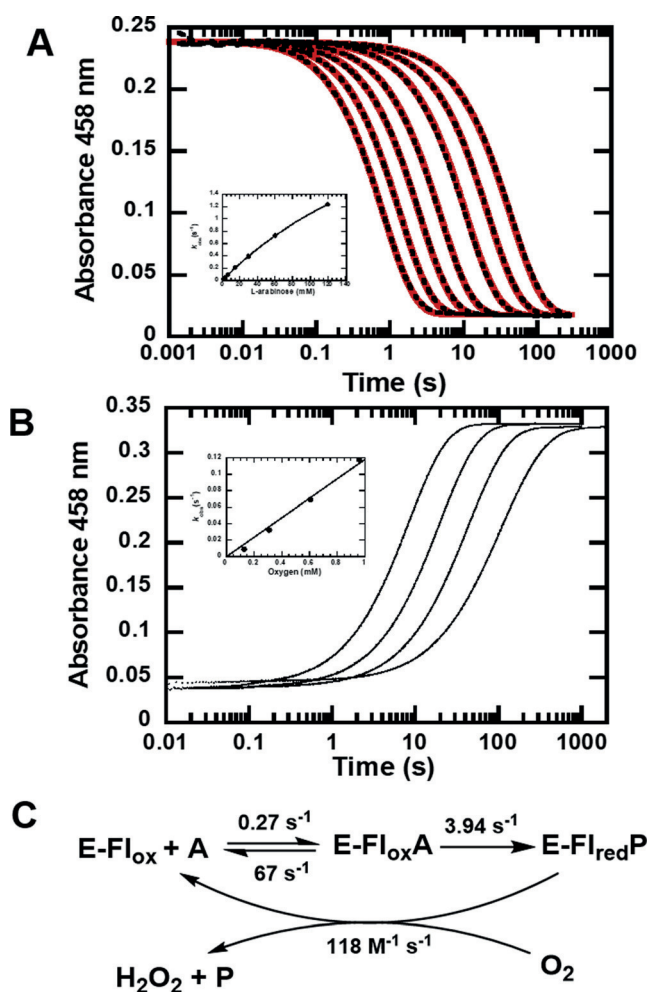 A
Absorbance 458 nm
0.25
0.2
0.15
0.1
0.05
0
0.001 0.01 0.1 1 10 100 1000
Time (s)
kobs(s-1)
1.4
1.2
1
0.8
0.6
0.4
0.2
0
0 20 40 60 80 100 120 140
L-arabinose (mM)
B
Absorbance 458 nm
0.35
0.3
0.25
0.2
0.15
0.1
0.05
0
0.01 0.1 1 10 100 1000
Time (s)
kobs(s-1)
0.12
0.1
0.08
0.06
0.04
0.02
0
0.2 0.4 0.6 0.8 1
Oxygen (mM)
C
0.27 s-1 3.94 s-1
E-Flox + A E-FloxA E-FlredP
67 s-1
118 M-1 s-1
H2O2 + P O2